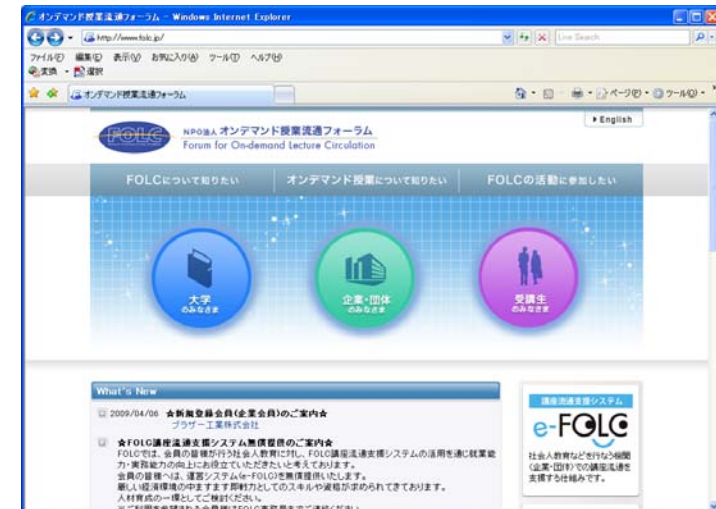 オンデマンド授業流通フォーラム - Windows Internet Explorer
http://www.folc.jp/
Live Search
ファイル(F) 編集(E) 表示(V) お気に入り(A) ツール(T) ヘルプ(H)
変換 選択
オンデマンド授業流通フォーラム
ページ(P) ツール(O)
English
FOLC
NPO法人 オンデマンド授業流通フォーラム
Forum for On-demand Lecture Circulation
FOLCについて知りたい オンデマンド授業について知りたい FOLCの活動に参加したい
大学 企業・団体 受講生
のみなさま のみなさま のみなさま
What's New
2009/04/06 ★新規登録会員(企業会員)のご案内★
ブラザー工業株式会社
★FOLC講座流通支援システム無償提供のご案内★
FOLCでは、会員の皆様が行う社会人教育に対し、FOLC講座流通支援システムの活用を通じ就業能
力・実務能力の向上にお役立ていただきたいと考えております。
会員の皆様へは、運営システム(e-FOLC)を無償提供いたします。
厳しい経済環境の中ますます即戦力としてのスキルや資格が求められてきております。
人材育成の一環としてご検討ください。
講座流通支援システム
e-FOLC
社会人教育などを行なう機関
(企業・団体)での講座流通を
支援する仕組みです。